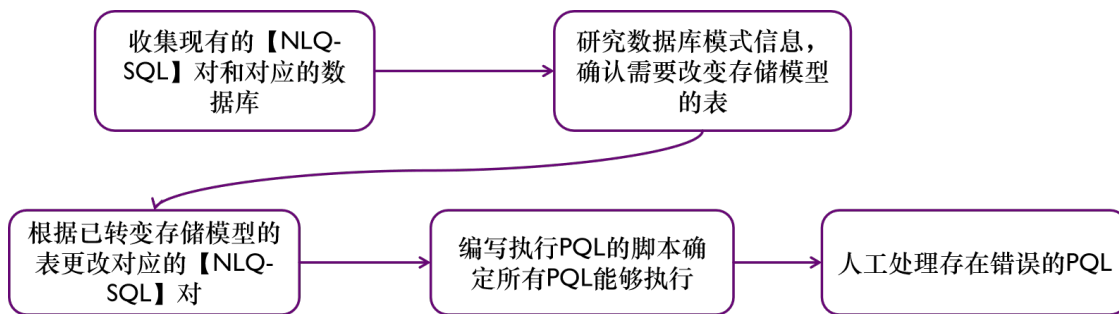 收集现有的【NLQ-
SQL】对和对应的数
据库
研究数据库模式信息，
确认需要改变存储模型
的表
根据已转变存储模型的
表更改对应的【NLQ-
SQL】对
编写执行PQL的脚本确
定所有PQL能够执行
人工处理存在错误的PQL